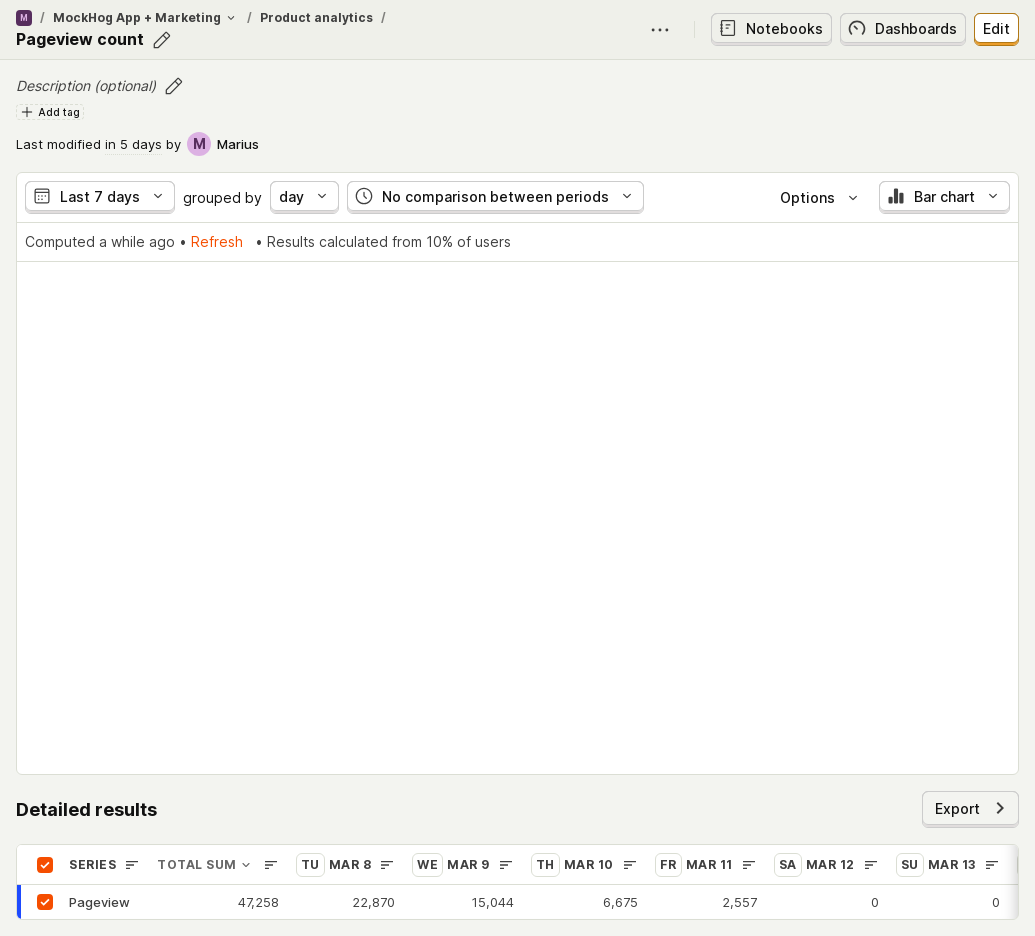 M / MockHog App + Marketing / Product analytics /
Pageview count
Notebooks Dashboards Edit
Description (optional)
Add tag
Last modified in 5 days by M Marius
Last 7 days grouped by day No comparison between periods Options Bar chart
Computed a while ago • Refresh • Results calculated from 10% of users
Detailed results
Export
SERIES TOTAL SUM TU MAR 8 WE MAR 9 TH MAR 10 FR MAR 11 SA MAR 12 SU MAR 13
Pageview 47,258 22,870 15,044 6,675 2,557 0 0